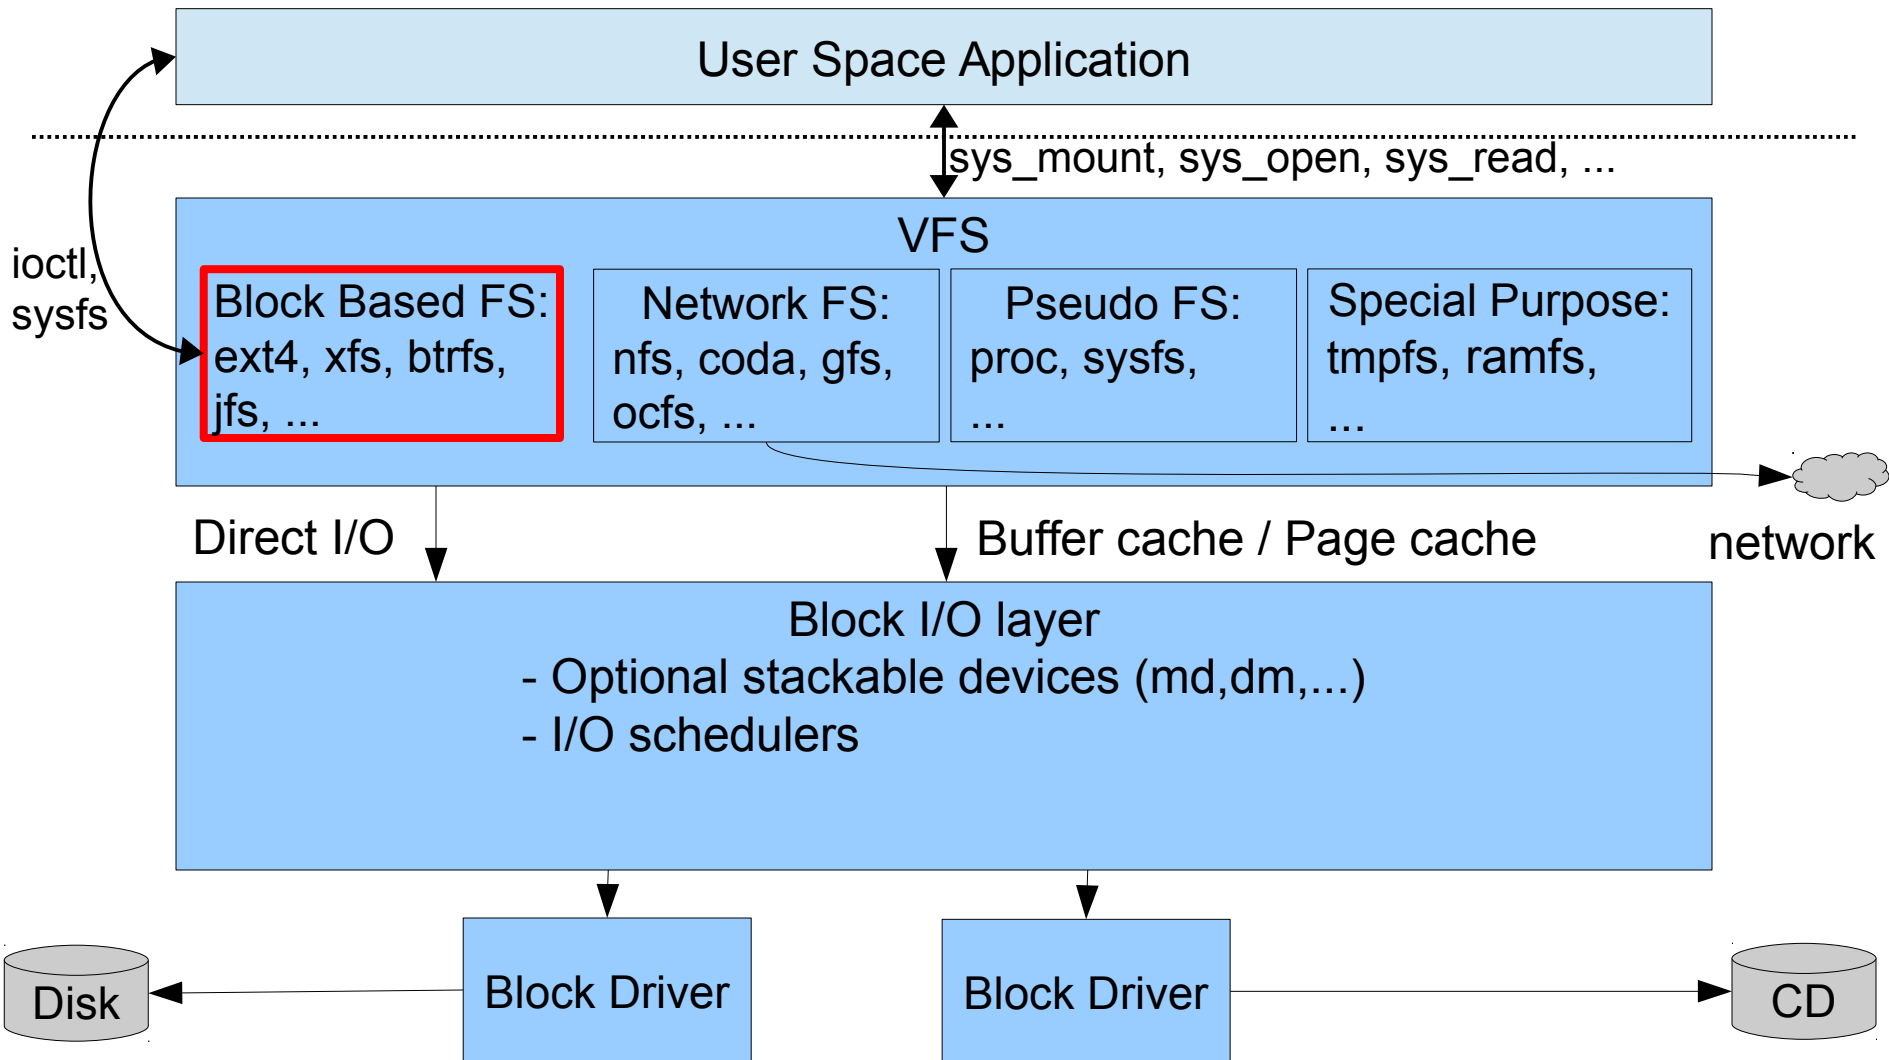 User Space Application
sys_mount, sys_open, sys_read, ...
ioctl,
sysfs
VFS
Block Based FS:
ext4, xfs, btrfs,
jfs, ...
Network FS:
nfs, coda, gfs,
ocfs, ...
Pseudo FS:
proc, sysfs,
...
Special Purpose:
tmpfs, ramfs,
...
Direct I/O
Buffer cache / Page cache
network
Block I/O layer
- Optional stackable devices (md,dm,...)
- I/O schedulers
Disk
Block Driver
Block Driver
CD